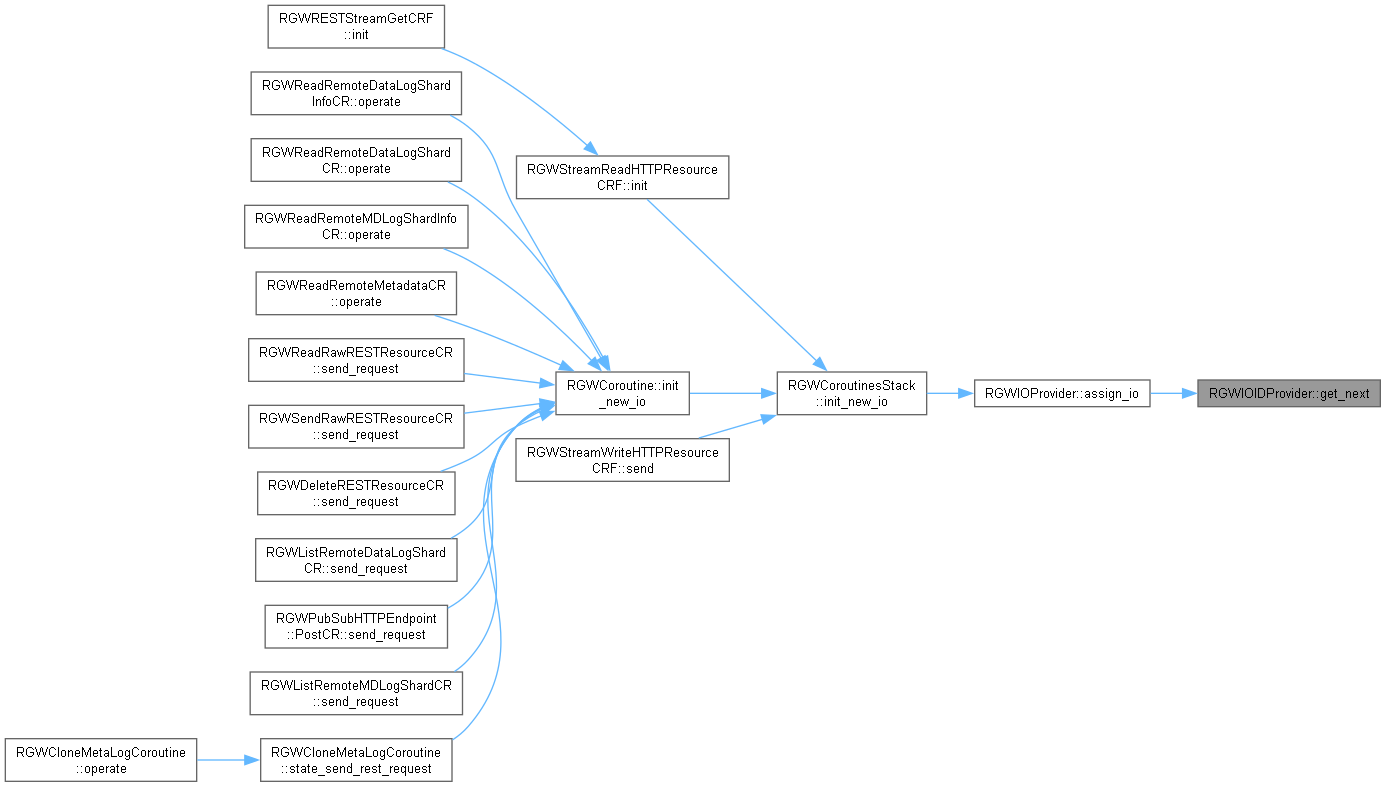 RGWRESTStreamGetCRF
::init
RGWReadRemoteDataLogShard
InfoCR::operate
RGWReadRemoteDataLogShard
CR::operate
RGWStreamReadHTTPResource
CRF::init
RGWReadRemoteMDLogShardInfo
CR::operate
RGWReadRemoteMetadataCR
::operate
RGWReadRawRESTResourceCR
::send_request
RGWCoroutine::init
_new_io
RGWCoroutinesStack
::init_new_io
RGWIOProvider::assign_io
RGWIOIDProvider::get_next
RGWSendRawRESTResourceCR
::send_request
RGWStreamWriteHTTPResource
CRF::send
RGWDeleteRESTResourceCR
::send_request
RGWListRemoteDataLogShard
CR::send_request
RGWPubSubHTTPEndpoint
::PostCR::send_request
RGWListRemoteMDLogShardCR
::send_request
RGWCloneMetaLogCoroutine
::operate
RGWCloneMetaLogCoroutine
::state_send_rest_request